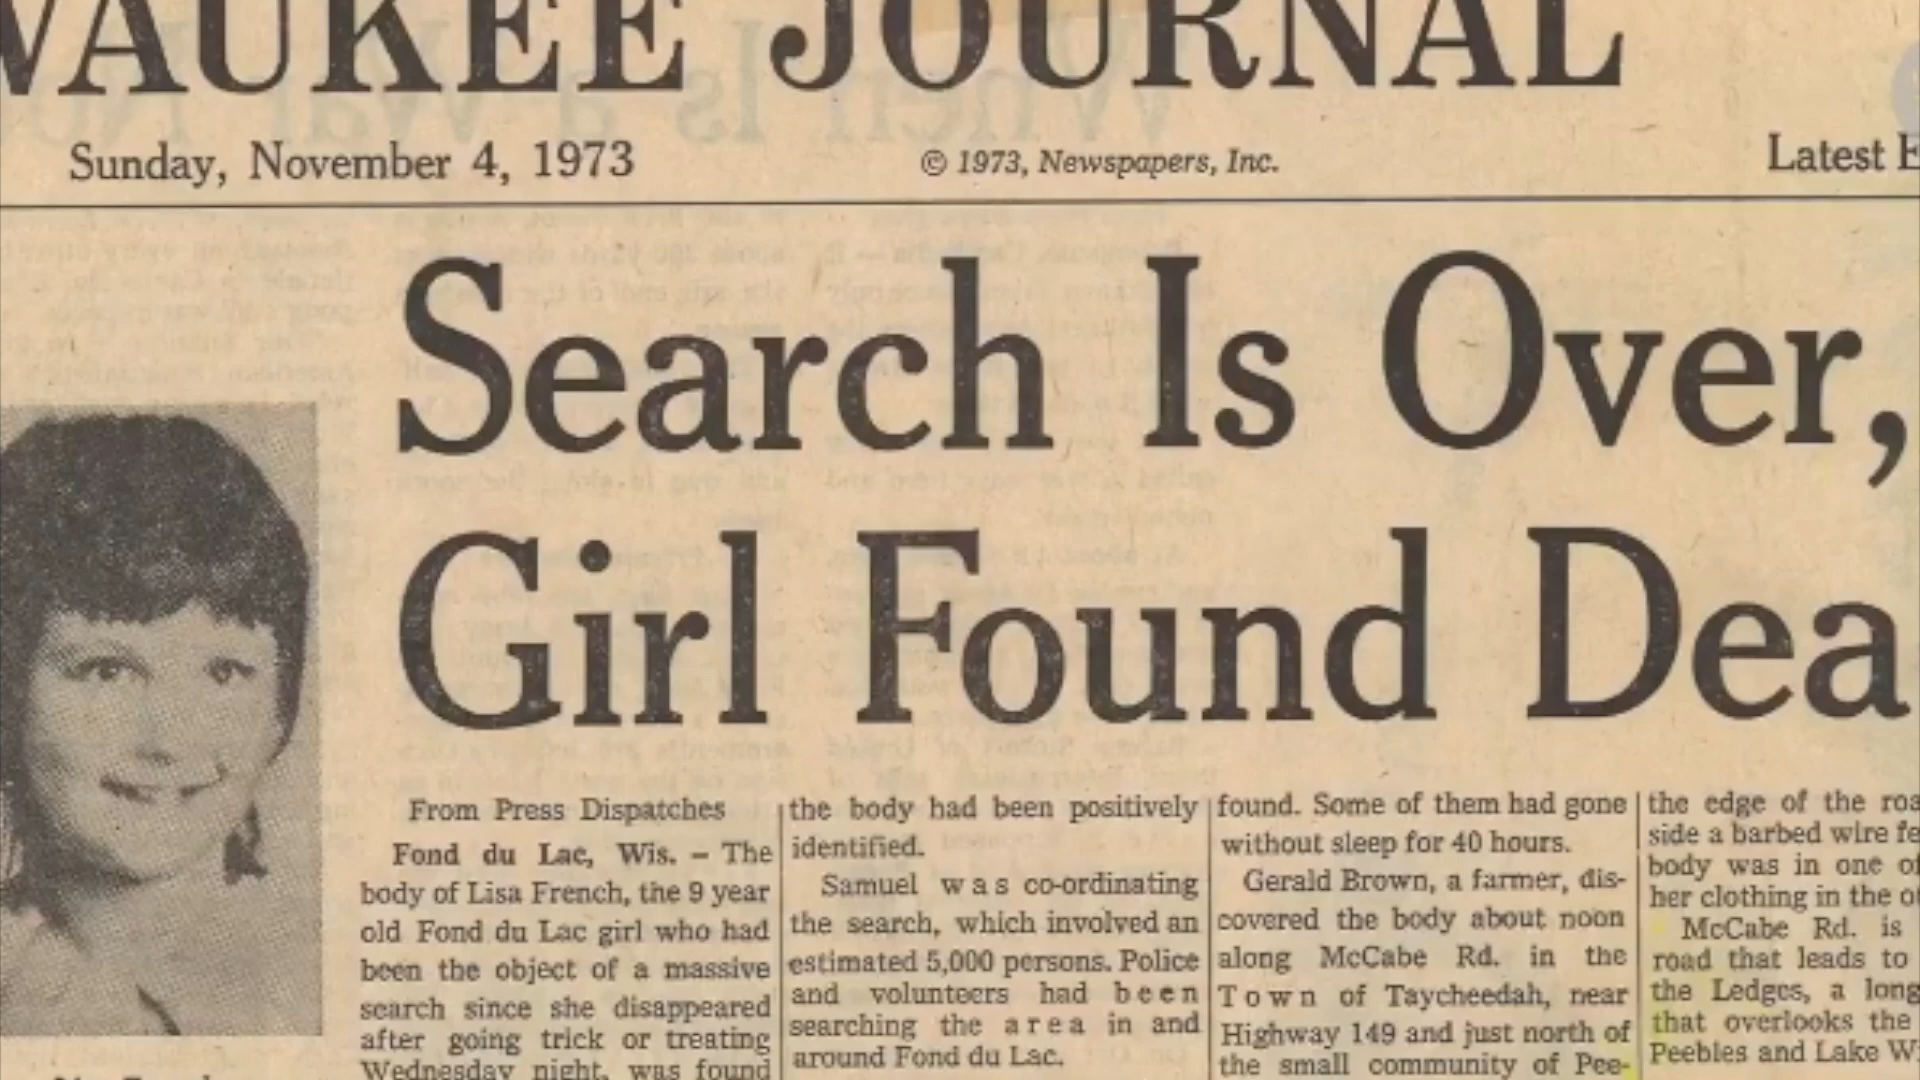 WAUKEE JOURNAL
Sunday, November 4, 1973
© 1973, Newspapers, Inc.
Latest E
Search Is Over,
Girl Found Dea
From Press Dispatches
Fond du Lac, Wis. – The
body of Lisa French, the 9 year
old Fond du Lac girl who had
been the object of a massive
search since she disappeared
after going trick or treating
Wednesday night, was found
the body had been positively
identified.
Samuel was co-ordinating
the search, which involved an
estimated 5,000 persons. Police
and volunteers had been
searching the area in and
around Fond du Lac.
found. Some of them had gone
without sleep for 40 hours.
Gerald Brown, a farmer, dis-
covered the body about noon
along McCabe Rd. in the
Town of Taycheedah, near
Highway 149 and just north of
the small community of Pee-
the edge of the roa
side a barbed wire fe
body was in one of
her clothing in the ot
McCabe Rd. is
road that leads to
the Ledges, a long
that overlooks the
Peebles and Lake Wi